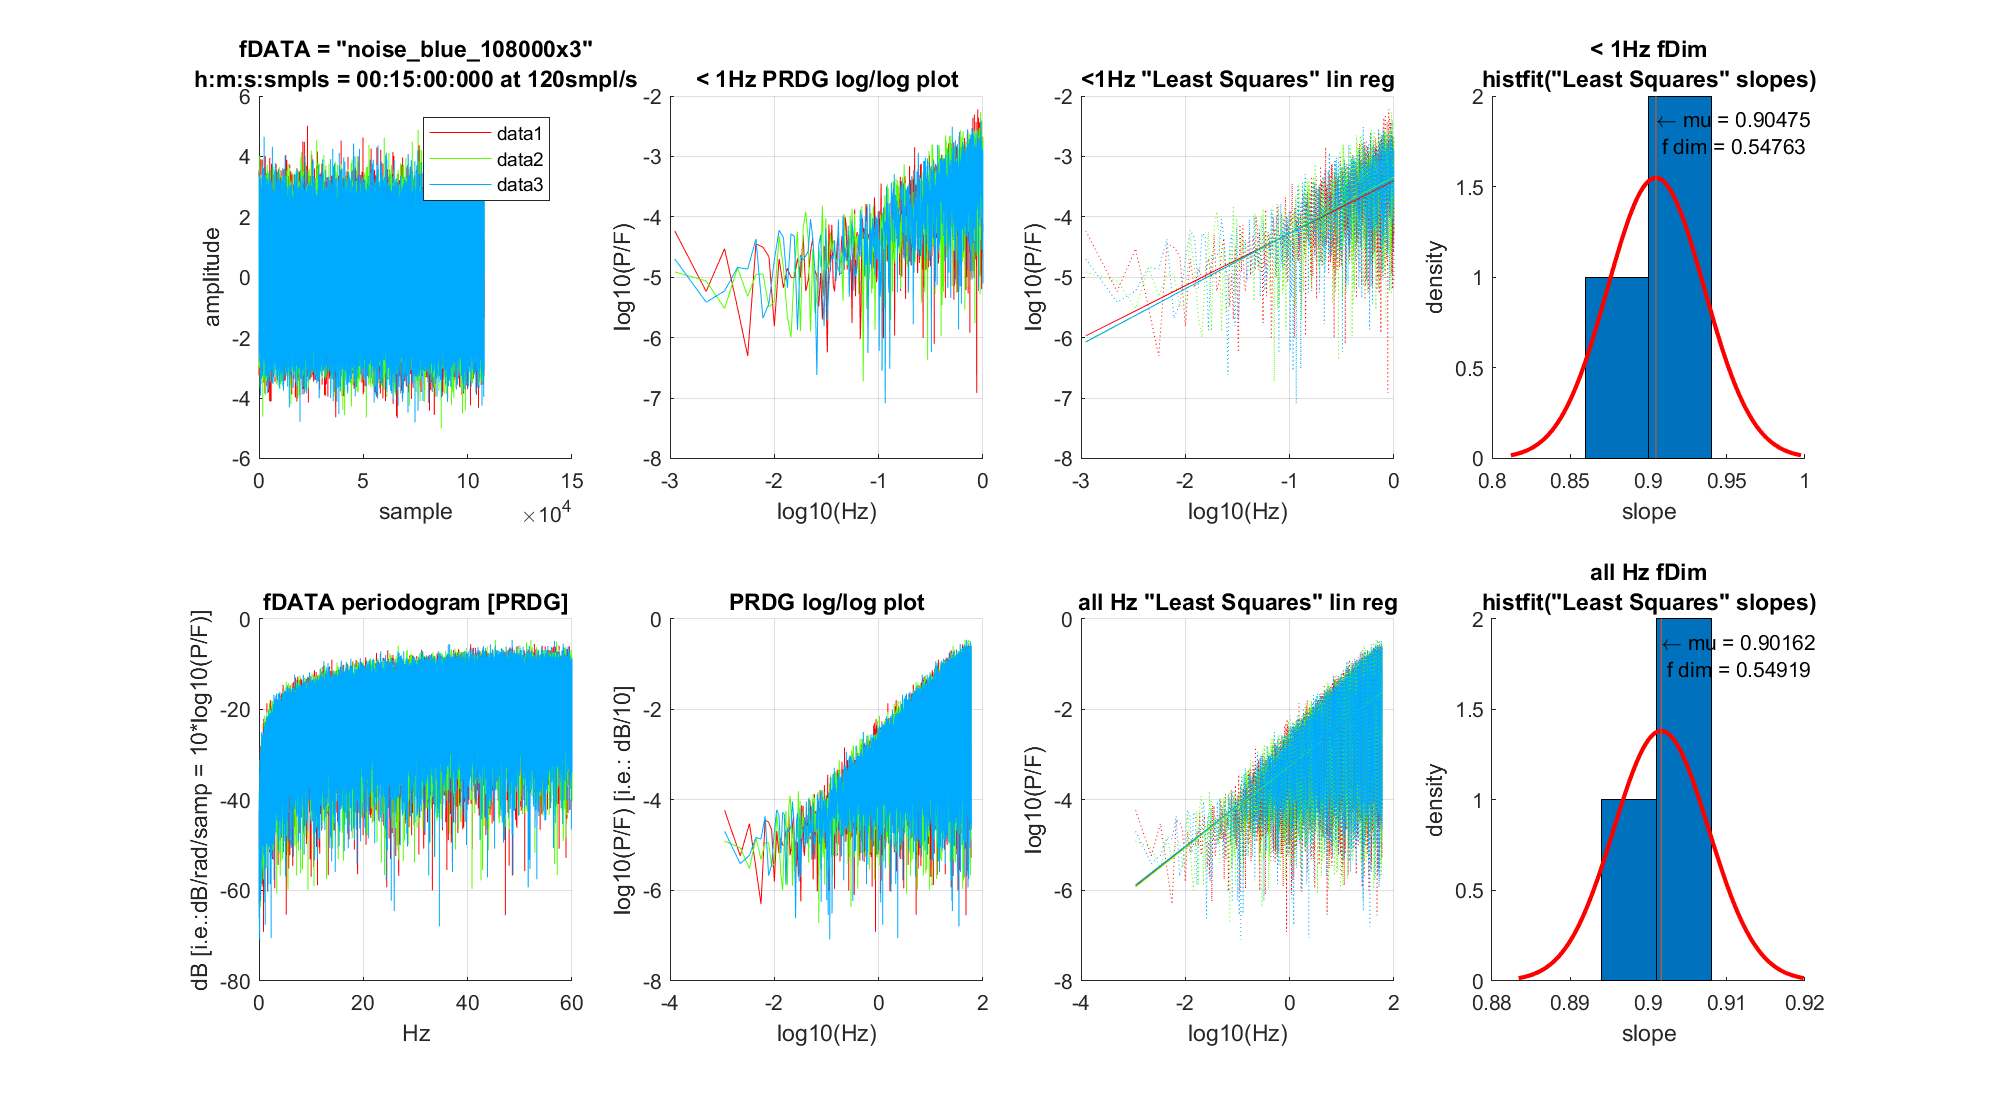 fDATA = "noise_blue_108000x3"
h:m:s:smpls = 00:15:00:000 at 120smpl/s
6
4
2
0
-2
-4
-6
amplitude
data1
data2
data3
0
5
10
15
sample
×10^4
< 1Hz PRDG log/log plot
-2
-3
-4
-5
-6
-7
-8
log10(P/F)
-3
-2
-1
0
log10(Hz)
<1Hz "Least Squares" lin reg
-2
-3
-4
-5
-6
-7
-8
log10(P/F)
-3
-2
-1
0
log10(Hz)
< 1Hz fDim
histfit("Least Squares" slopes)
2
1.5
1
0.5
0
density
← mu = 0.90475
f dim = 0.54763
0.8
0.85
0.9
0.95
1
slope
fDATA periodogram [PRDG]
0
-20
-40
-60
-80
dB [i.e.:dB/rad/samp = 10*log10(P/F)]
0
20
40
60
Hz
PRDG log/log plot
0
-2
-4
-6
-8
log10(P/F) [i.e.: dB/10]
-4
-2
0
2
log10(Hz)
all Hz "Least Squares" lin reg
0
-2
-4
-6
-8
log10(P/F)
-4
-2
0
2
log10(Hz)
all Hz fDim
histfit("Least Squares" slopes)
2
1.5
1
0.5
0
density
← mu = 0.90162
f dim = 0.54919
0.88
0.89
0.9
0.91
0.92
slope